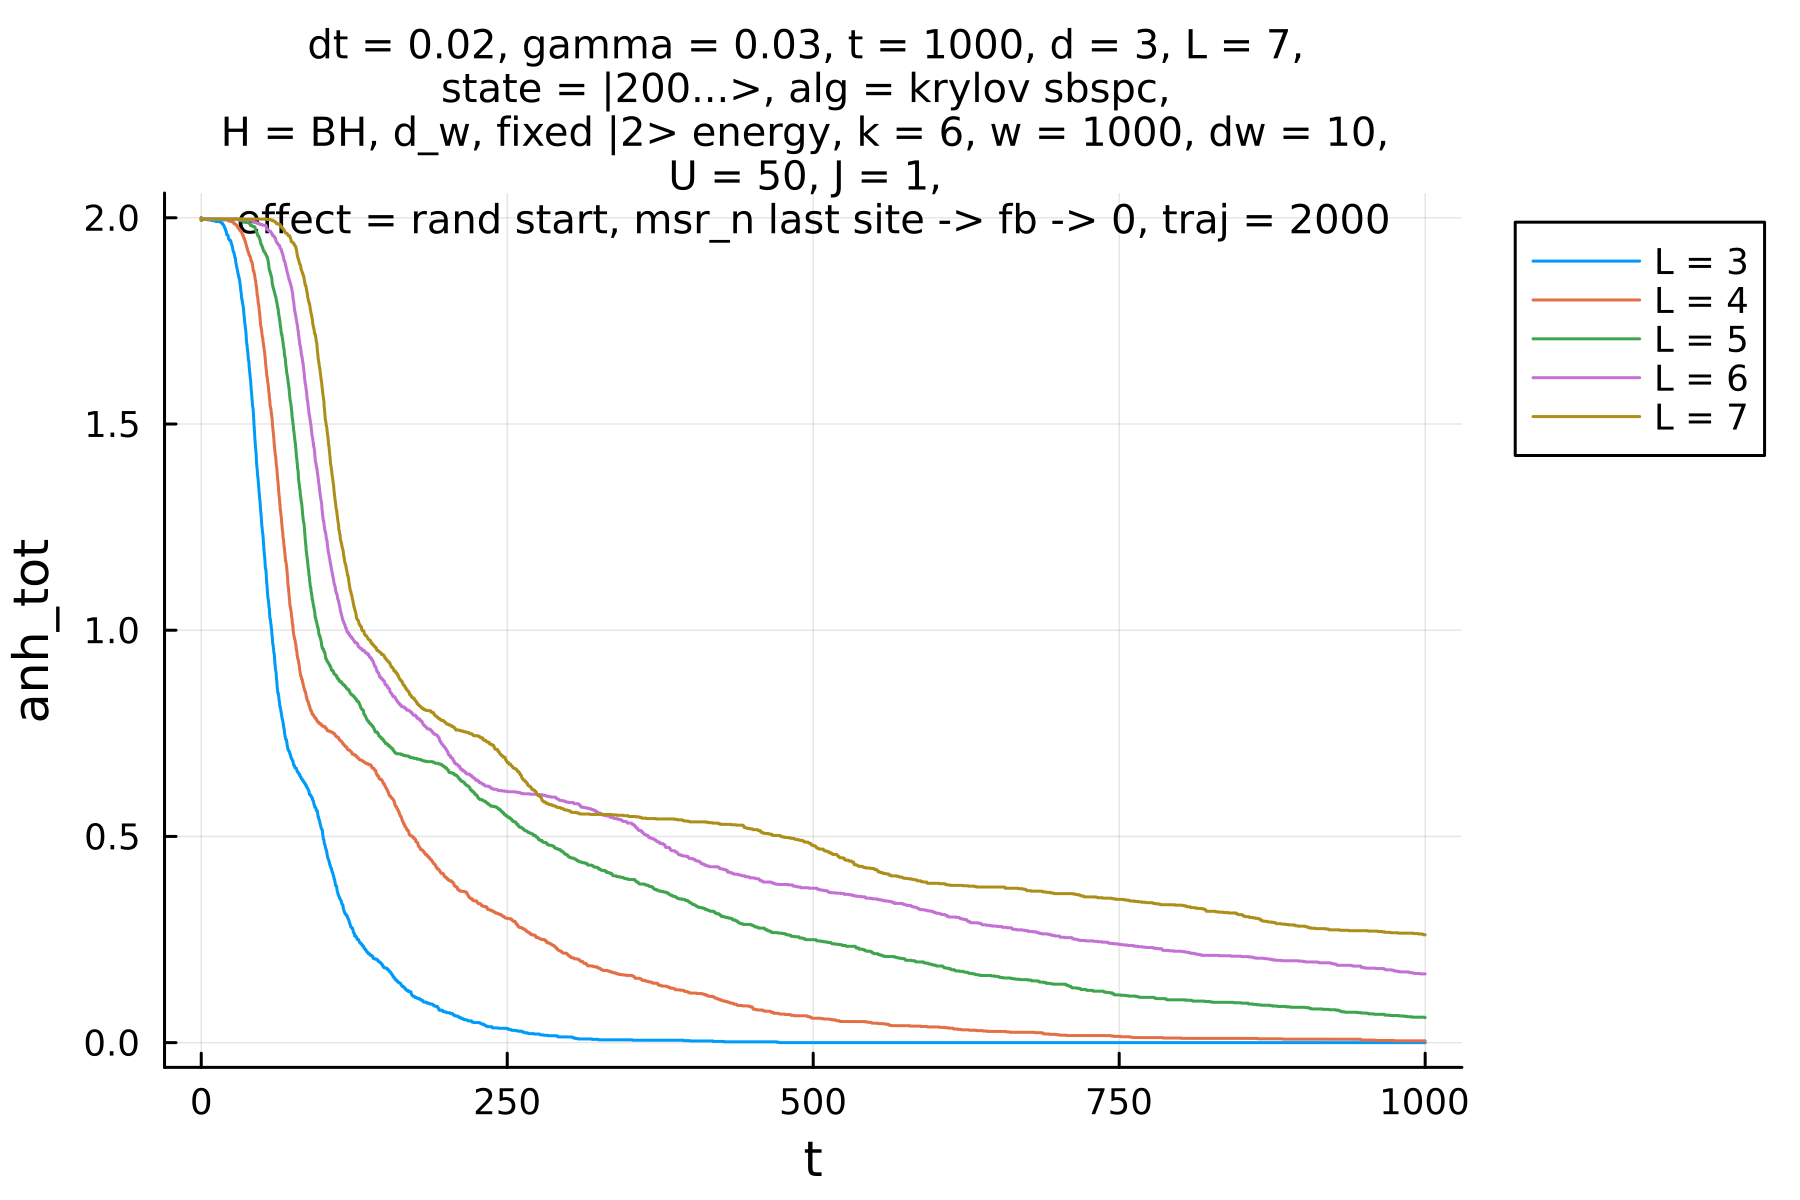 dt = 0.02, gamma = 0.03, t = 1000, d = 3, L = 7,
state = |200...>, alg = krylov sbspc,
H = BH, d_w, fixed |2> energy, k = 6, w = 1000, dw = 10,
U = 50, J = 1,
effect = rand start, msr_n last site -> fb -> 0, traj = 2000
2.0
1.5
1.0
0.5
0.0
anh_tot
0 250 500 750 1000
t
L = 3
L = 4
L = 5
L = 6
L = 7